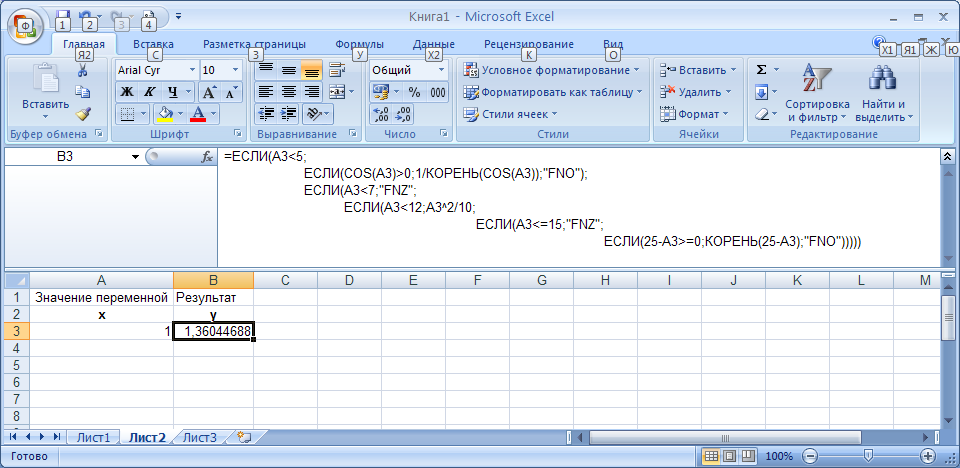 Книга1 - Microsoft Excel
Ф 1 2 3 4
Главная Вставка Разметка страницы Формулы Данные Рецензирование Вид
Я2 С З У Х2 К О Х1 Я1 Ж Ю
Arial Cyr 10 Общий Условное форматирование Вставить Σ
Вставить Ж К Ч А А % 000 Форматировать как таблицу Удалить Сортировка и фильтр Найти и выделить
А ,0 ,00 ,00 ,0 Стили ячеек Формат
Буфер обмена Шрифт Выравнивание Число Стили Ячейки Редактирование
B3 fx =ЕСЛИ(A3<5;
ЕСЛИ(COS(A3)>0;1/КОРЕНЬ(COS(A3));"FNO");
ЕСЛИ(A3<7;"FNZ";
ЕСЛИ(A3<12;A3^2/10;
ЕСЛИ(A3<=15;"FNZ";
ЕСЛИ(25-A3>=0;КОРЕНЬ(25-A3);"FNO")))))
A B C D E F G H I J K L M
1 Значение переменной Результат
2 x y
3 1 1,36044688
4
5
6
7
8
Лист1 Лист2 Лист3
Готово 100%